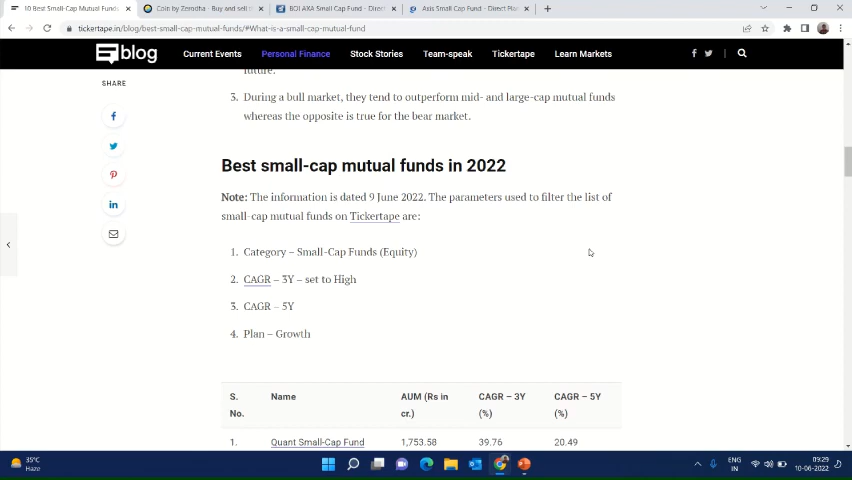 10 Best Small-Cap Mutual Funds
Coin by Zerodha - Buy and sell
BOI AXA Small Cap Fund - Direct
Axis Small Cap Fund - Direct Plan
tickertape.in/blog/best-small-cap-mutual-funds/#What-is-a-small-cap-mutual-fund
blog
Current Events
Personal Finance
Stock Stories
Team-speak
Tickertape
Learn Markets
SHARE
future.
3. During a bull market, they tend to outperform mid- and large-cap mutual funds
whereas the opposite is true for the bear market.
Best small-cap mutual funds in 2022
Note: The information is dated 9 June 2022. The parameters used to filter the list of
small-cap mutual funds on Tickertape are:
1. Category – Small-Cap Funds (Equity)
2. CAGR – 3Y – set to High
3. CAGR – 5Y
4. Plan – Growth
S. Name AUM (Rs in CAGR – 3Y CAGR – 5Y
No. cr.) (%) (%)
1. Quant Small-Cap Fund 1,753.58 39.76 20.49
35°C
Haze
ENG
IN
09:29
10-06-2022